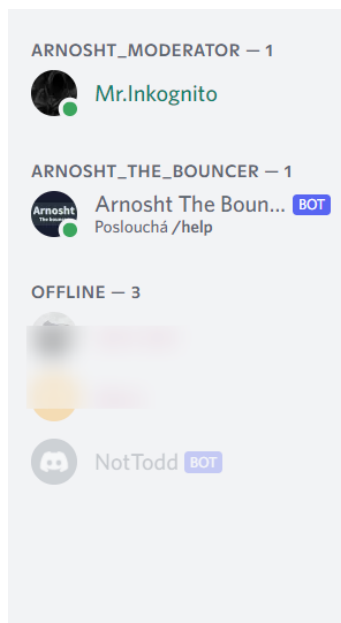 ARNOSHT_MODERATOR — 1
Mr.Inkognito
ARNOSHT_THE_BOUNCER — 1
Arnosht
The bouncer
Arnosht The Boun... BOT
Poslouchá /help
OFFLINE — 3
NotTodd BOT